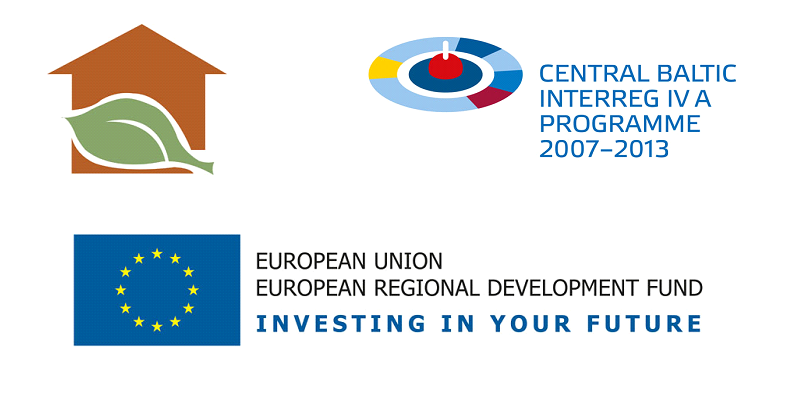 CENTRAL BALTIC
INTERREG IV A
PROGRAMME
2007–2013
EUROPEAN UNION
EUROPEAN REGIONAL DEVELOPMENT FUND
INVESTING IN YOUR FUTURE